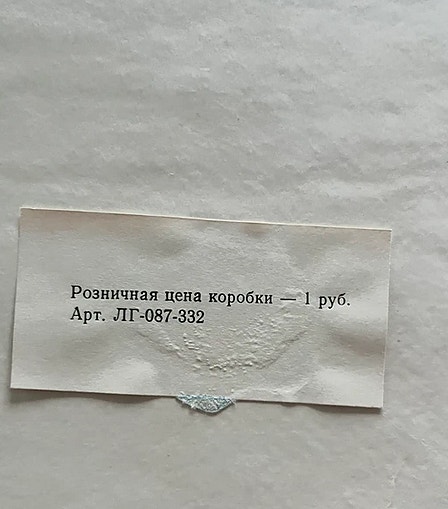 Розничная цена коробки — 1 руб.
Арт. ЛГ-087-332